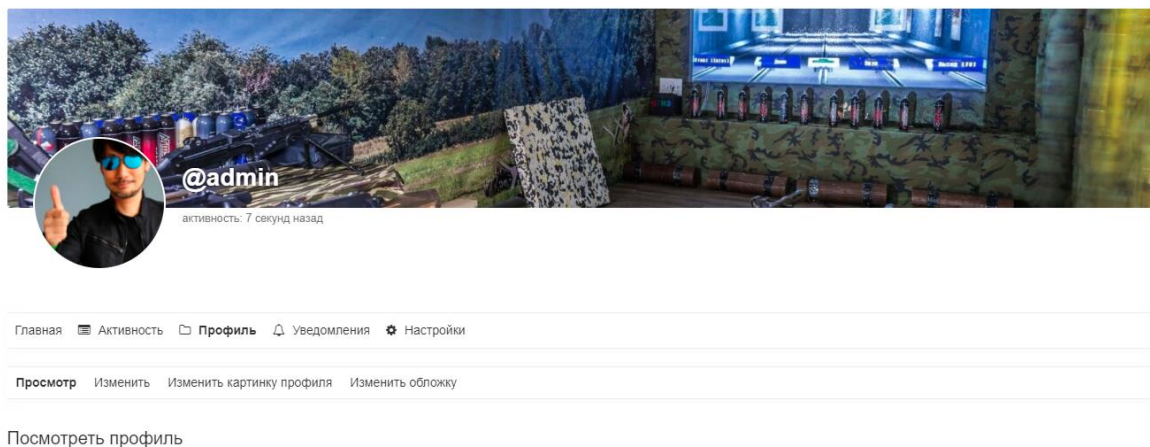 @admin
активность: 7 секунд назад
Главная Активность Профиль Уведомления Настройки
Просмотр Изменить Изменить картинку профиля Изменить обложку
Посмотреть профиль